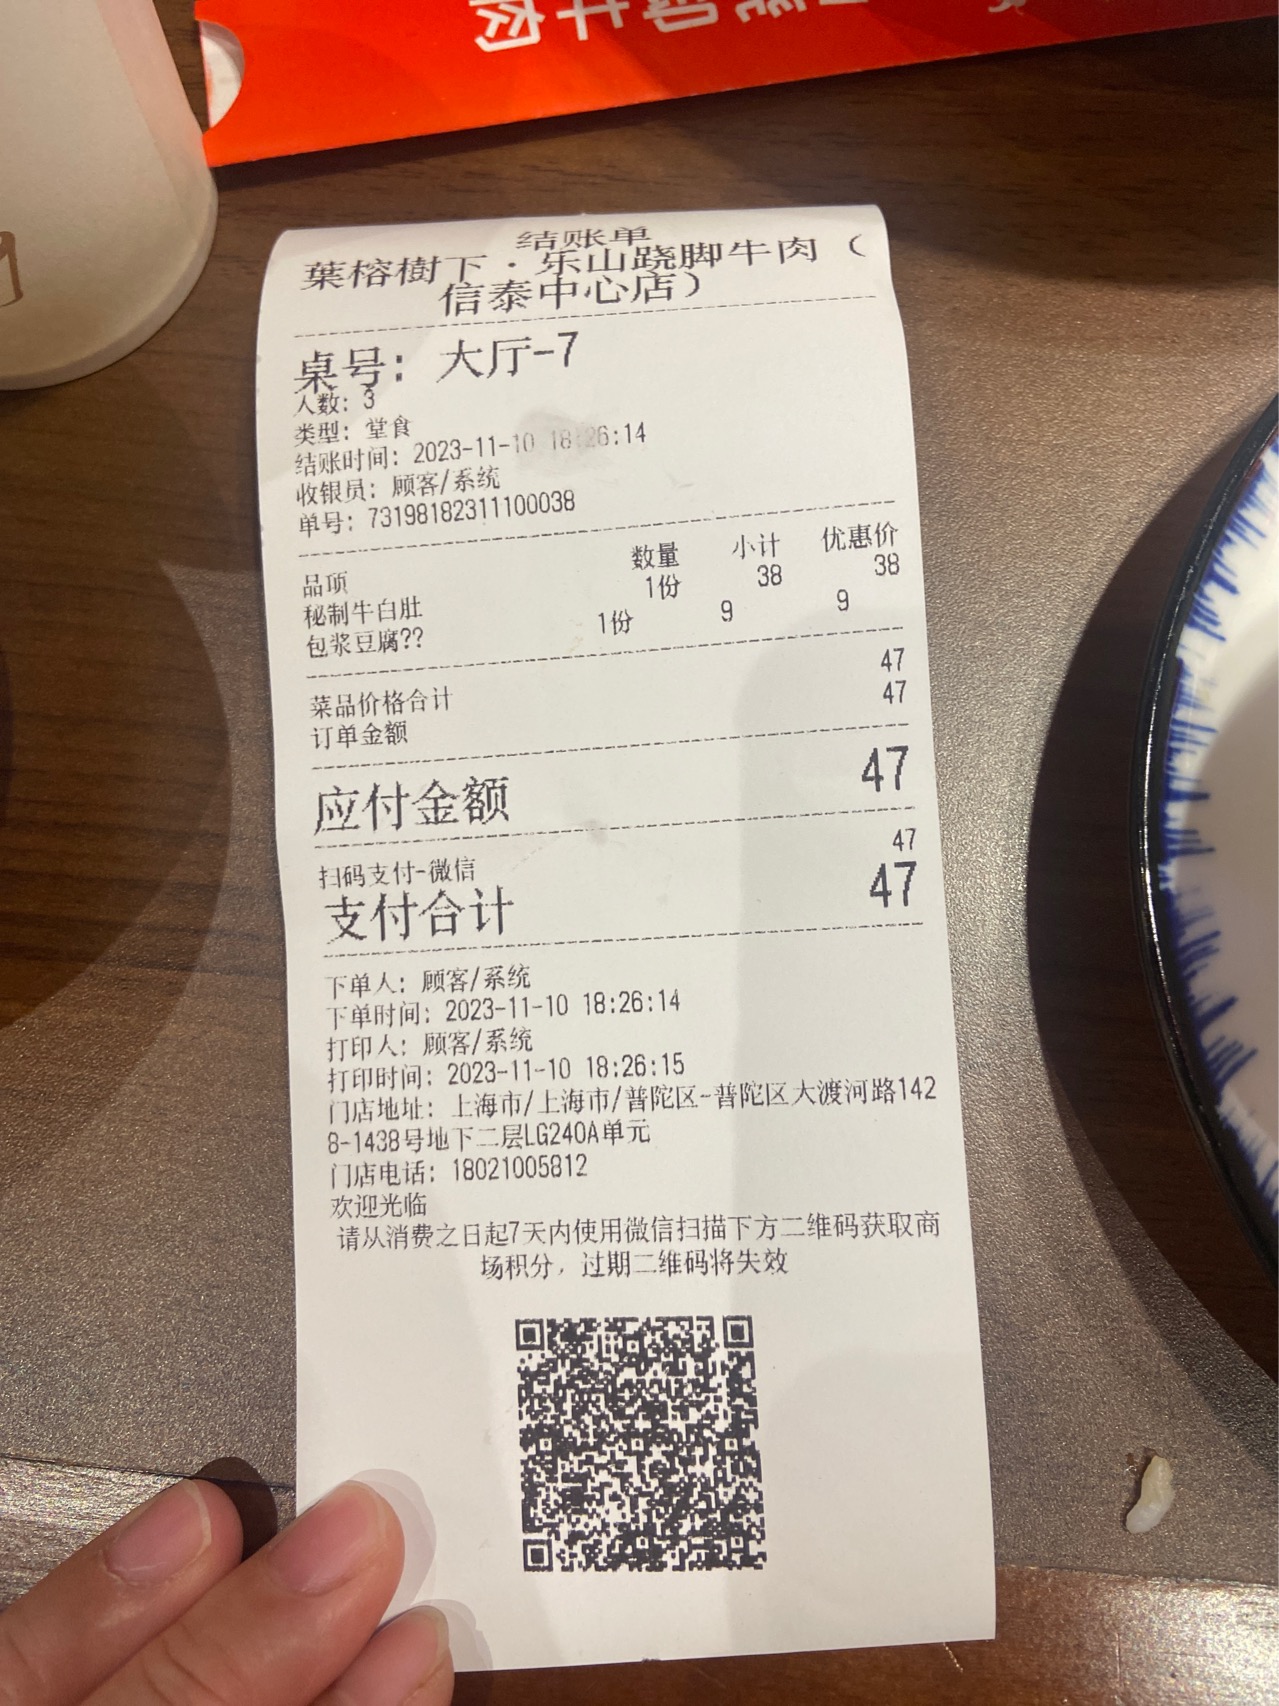 结账单
葉榕樹下·乐山跷脚牛肉（
信泰中心店）
桌号：大厅-7
人数：3
类型：堂食
结账时间：2023-11-10 18:26:14
收银员：顾客/系统
单号：73198182311100038
品项 数量 小计 优惠价
秘制牛白肚 1份 38 38
包浆豆腐?? 1份 9 9
菜品价格合计 47
订单金额 47
应付金额 47
扫码支付-微信 47
支付合计 47
下单人：顾客/系统
下单时间：2023-11-10 18:26:14
打印人：顾客/系统
打印时间：2023-11-10 18:26:15
门店地址：上海市/上海市/普陀区-普陀区大渡河路142
8-1438号地下二层LG240A单元
门店电话：18021005812
欢迎光临
请从消费之日起7天内使用微信扫描下方二维码获取商
场积分，过期二维码将失效